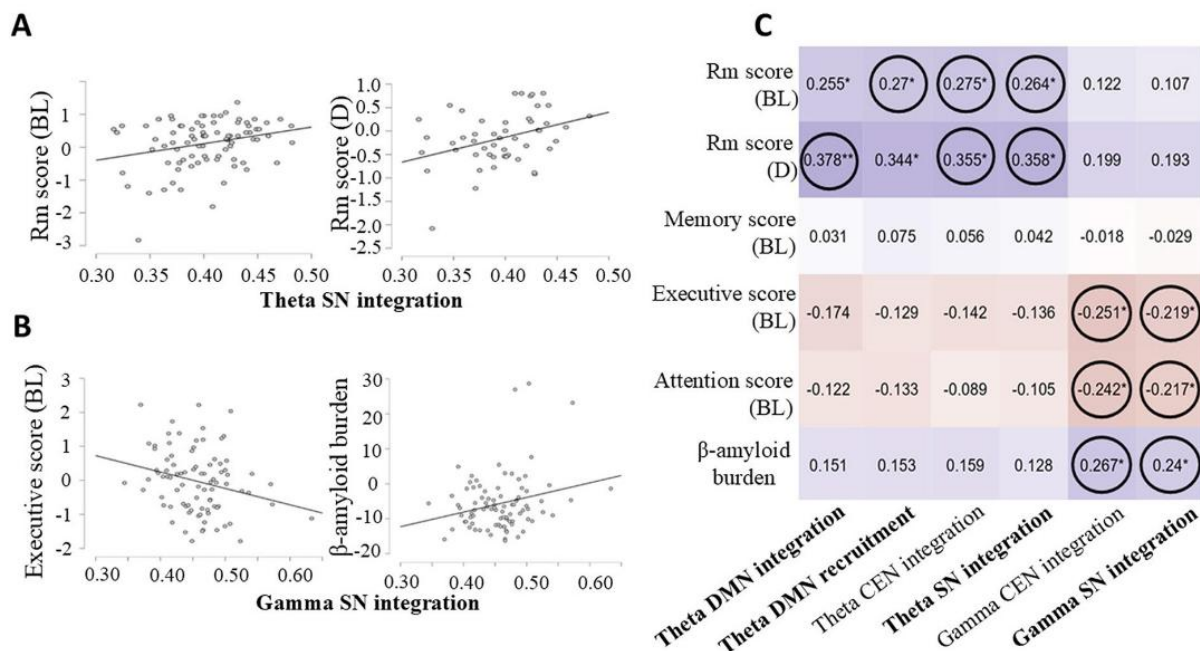 A
Rm score (BL)
1
0
-1
-2
-3
0.30 0.35 0.40 0.45 0.50
Rm score (D)
1.0
0.5
0.0
-0.5
-1.0
-1.5
-2.0
-2.5
0.30 0.35 0.40 0.45 0.50
Theta SN integration
B
Executive score (BL)
3
2
1
0
-1
-2
0.30 0.40 0.50 0.60
β-amyloid burden
30
20
10
0
-10
-20
0.30 0.40 0.50 0.60
Gamma SN integration
C
Rm score
(BL)
0.255* 0.27* 0.275* 0.264* 0.122 0.107
Rm score
(D)
0.378** 0.344* 0.355* 0.358* 0.199 0.193
Memory score
(BL)
0.031 0.075 0.056 0.042 -0.018 -0.029
Executive score
(BL)
-0.174 -0.129 -0.142 -0.136 -0.251* -0.219*
Attention score
(BL)
-0.122 -0.133 -0.089 -0.105 -0.242* -0.217*
β-amyloid
burden
0.151 0.153 0.159 0.128 0.267* 0.24*
Theta DMN integration
Theta DMN recruitment
Theta CEN integration
Theta SN integration
Gamma CEN integration
Gamma SN integration